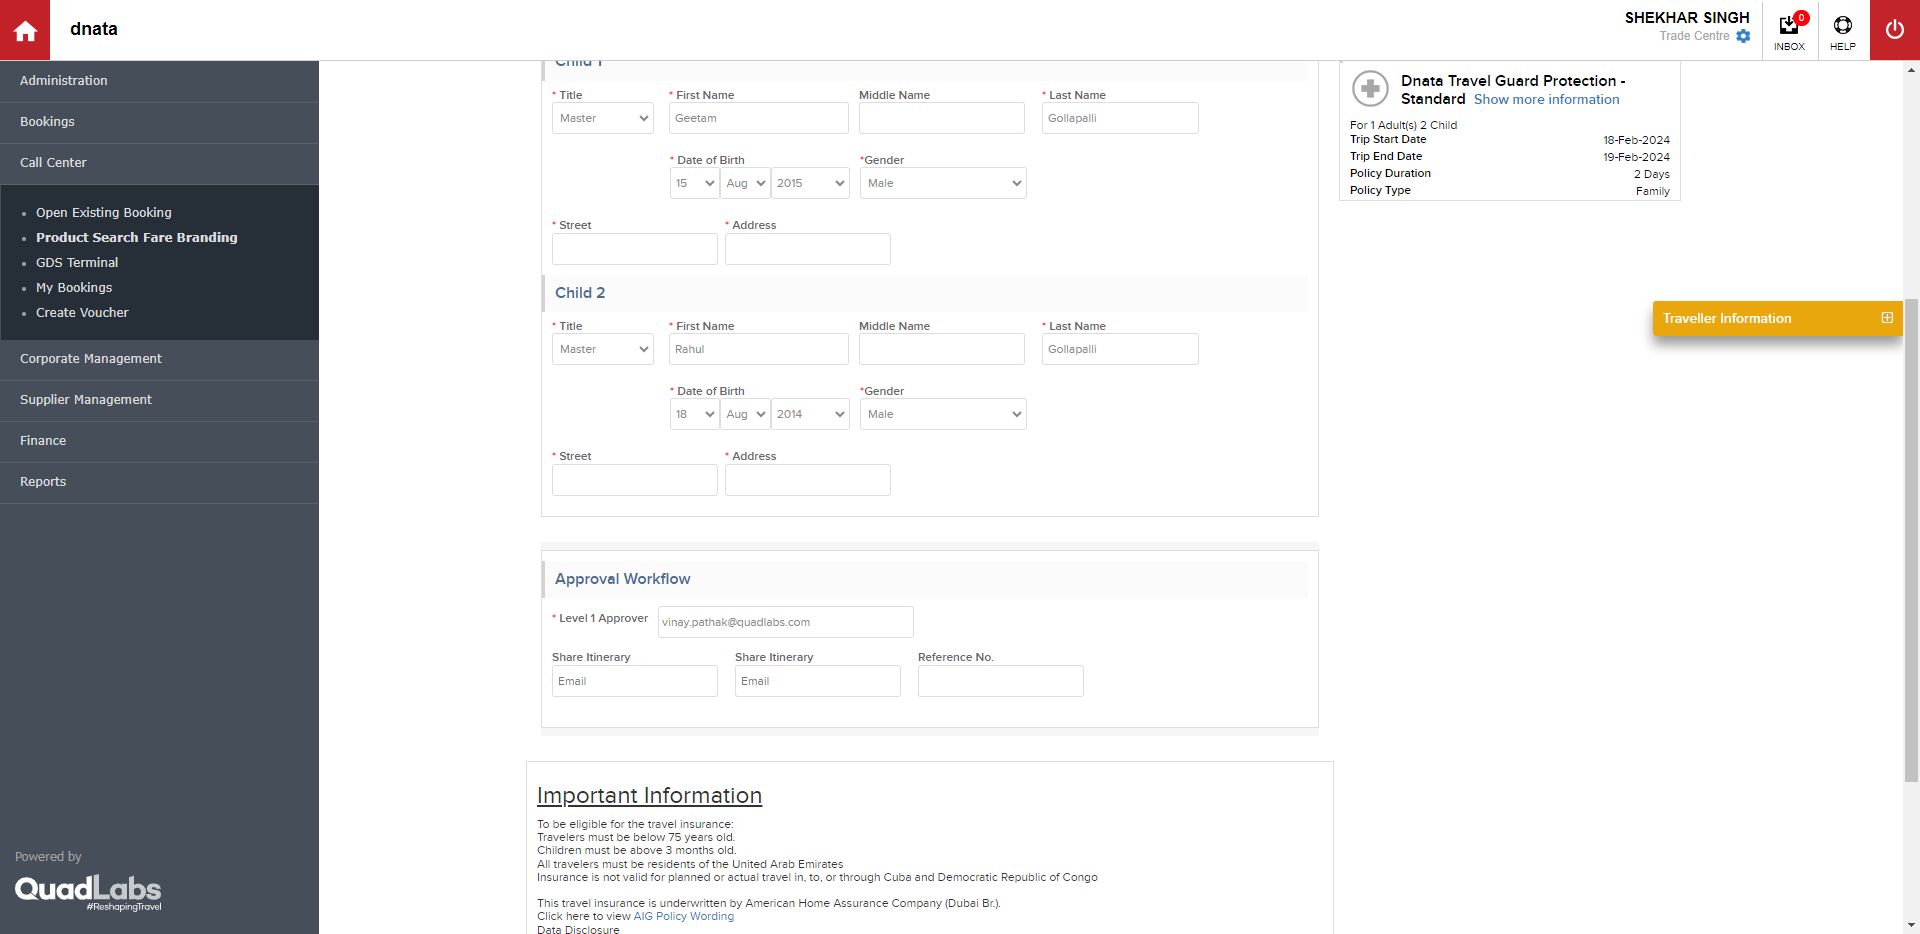 dnata
SHEKHAR SINGH
Trade Centre
0
INBOX
HELP
Administration
Bookings
Call Center
Open Existing Booking
Product Search Fare Branding
GDS Terminal
My Bookings
Create Voucher
Corporate Management
Supplier Management
Finance
Reports
Powered by
QuadLabs
#ReshapingTravel
Child 1
* Title * First Name Middle Name * Last Name
Master Geetam Gollapalli
* Date of Birth *Gender
15 Aug 2015 Male
* Street * Address
Child 2
* Title * First Name Middle Name * Last Name
Master Rahul Gollapalli
* Date of Birth *Gender
18 Aug 2014 Male
* Street * Address
Approval Workflow
* Level 1 Approver vinay.pathak@quadlabs.com
Share Itinerary Share Itinerary Reference No.
Email Email
Important Information
To be eligible for the travel insurance:
Travelers must be below 75 years old.
Children must be above 3 months old.
All travelers must be residents of the United Arab Emirates
Insurance is not valid for planned or actual travel in, to, or through Cuba and Democratic Republic of Congo
This travel insurance is underwritten by American Home Assurance Company (Dubai Br.).
Click here to view AIG Policy Wording
Data Disclosure
Dnata Travel Guard Protection -
Standard Show more information
For 1 Adult(s) 2 Child
Trip Start Date 18-Feb-2024
Trip End Date 19-Feb-2024
Policy Duration 2 Days
Policy Type Family
Traveller Information